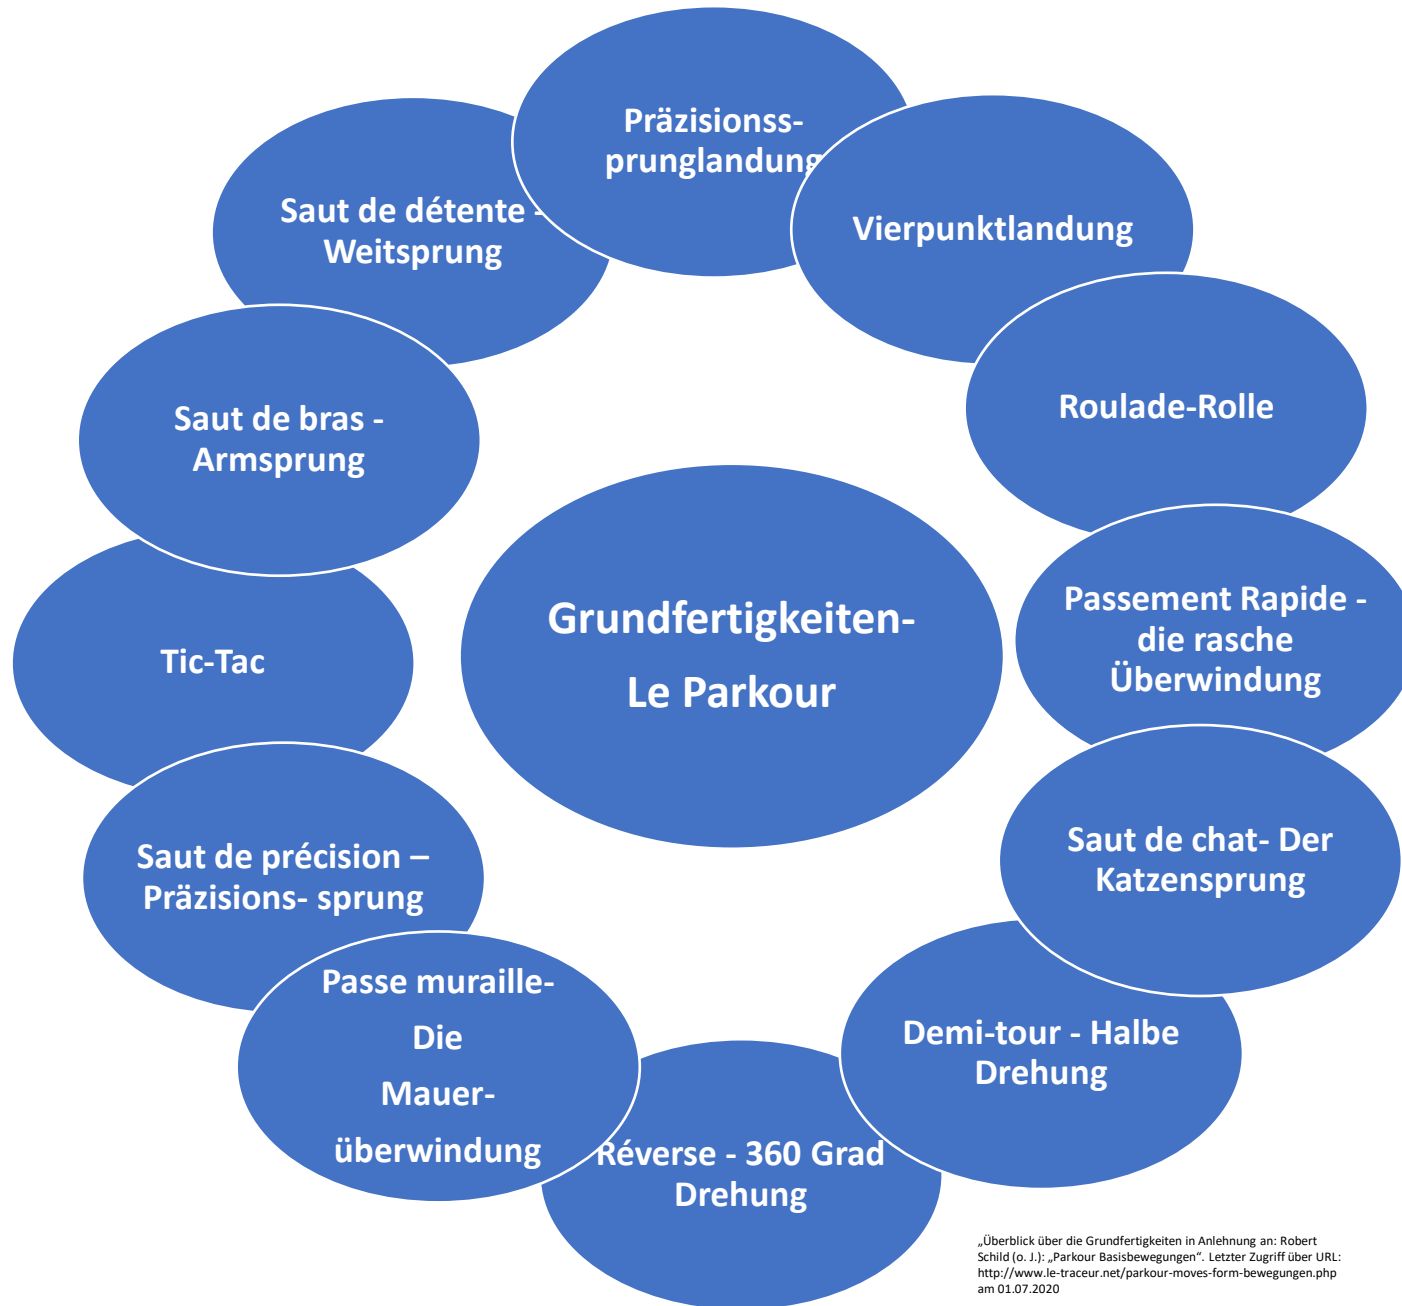 Präzisionss-
prunglandung
Vierpunktlandung
Roulade-Rolle
Passement Rapide -
die rasche
Überwindung
Saut de chat- Der
Katzensprung
Demi-tour - Halbe
Drehung
Réverse - 360 Grad
Drehung
Passe muraille-
Die
Mauer-
überwindung
Saut de précision –
Präzisions- sprung
Tic-Tac
Saut de bras -
Armsprung
Saut de détente -
Weitsprung
Grundfertigkeiten-
Le Parkour
„Überblick über die Grundfertigkeiten in Anlehnung an: Robert
Schild (o. J.): „Parkour Basisbewegungen“. Letzter Zugriff über URL:
http://www.le-traceur.net/parkour-moves-form-bewegungen.php
am 01.07.2020